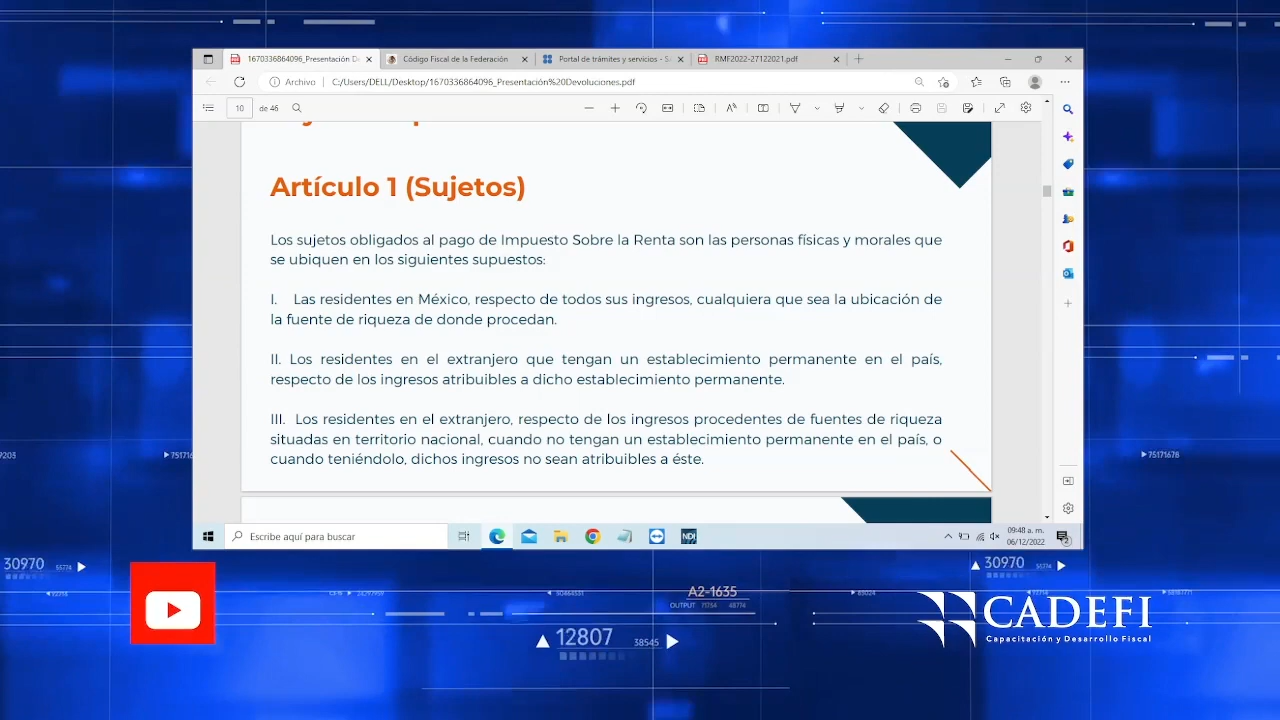 1670336864096_Presentación De
Código Fiscal de la Federación
Portal de trámites y servicios - SA
RMF2022-27122021.pdf
Archivo
C:/Users/DELL/Desktop/1670336864096_Presentación%20Devoluciones.pdf
10 de 46
Artículo 1 (Sujetos)
Los sujetos obligados al pago de Impuesto Sobre la Renta son las personas físicas y morales que
se ubiquen en los siguientes supuestos:
I. Las residentes en México, respecto de todos sus ingresos, cualquiera que sea la ubicación de
la fuente de riqueza de donde procedan.
II. Los residentes en el extranjero que tengan un establecimiento permanente en el país,
respecto de los ingresos atribuibles a dicho establecimiento permanente.
III. Los residentes en el extranjero, respecto de los ingresos procedentes de fuentes de riqueza
situadas en territorio nacional, cuando no tengan un establecimiento permanente en el país, o
cuando teniéndolo, dichos ingresos no sean atribuibles a éste.
Escribe aquí para buscar
NDI
09:48 a. m.
06/12/2022
75171678
30970
30970
A2-1635
OUTPUT
12807
38545
CADEFI
Capacitación y Desarrollo Fiscal